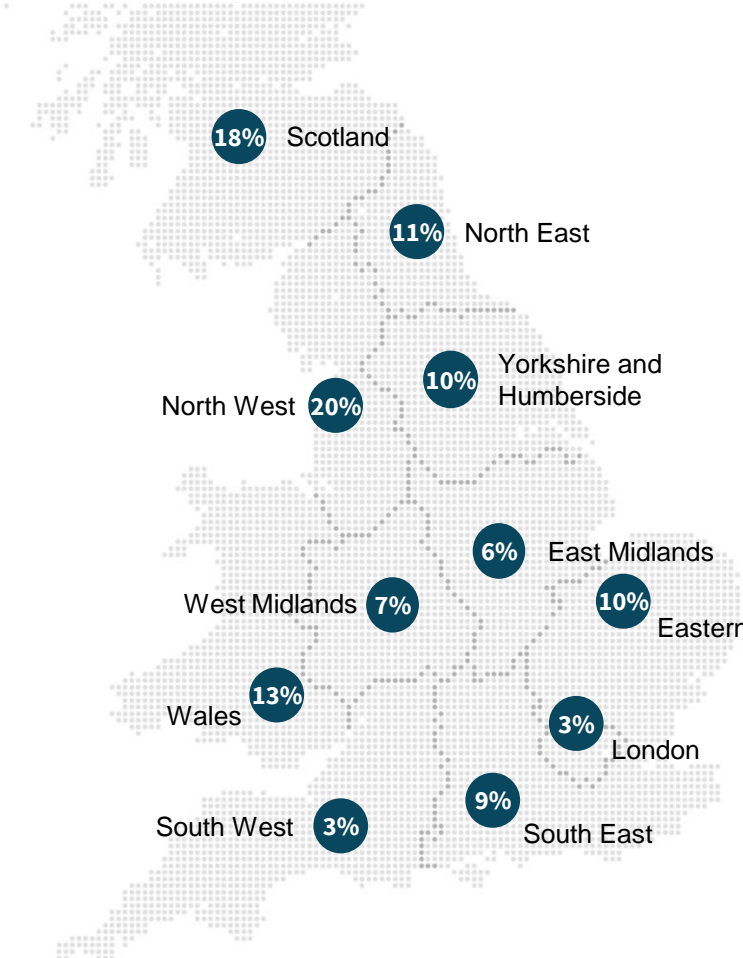 18% Scotland
11% North East
Yorkshire and
Humberside
10%
North West 20%
6% East Midlands
West Midlands 7%
10%
Eastern
13%
Wales
3%
London
9%
South East
South West 3%